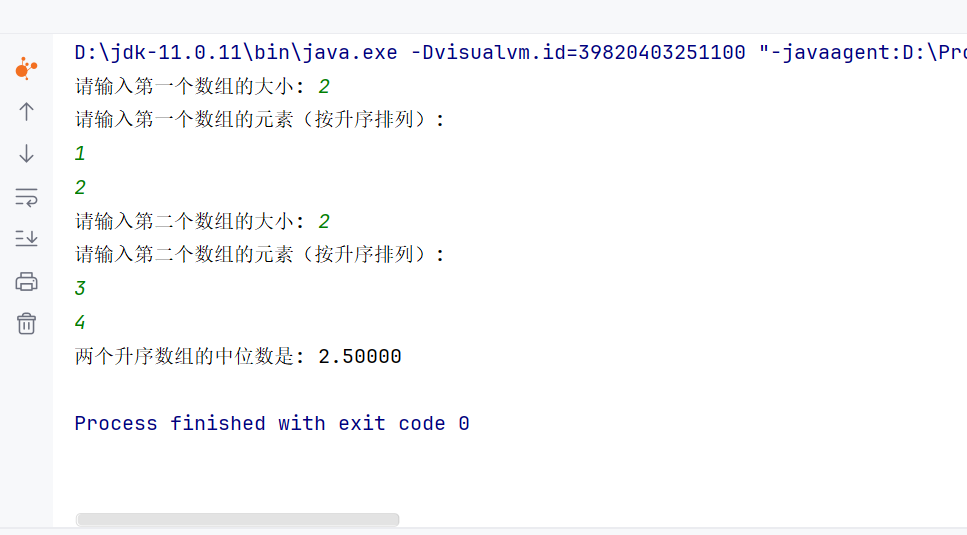 D:\jdk-11.0.11\bin\java.exe -Dvisualvm.id=39820403251100 "-javaagent:D:\Pro
请输入第一个数组的大小: 2
请输入第一个数组的元素（按升序排列）:
1
2
请输入第二个数组的大小: 2
请输入第二个数组的元素（按升序排列）:
3
4
两个升序数组的中位数是: 2.50000
Process finished with exit code 0